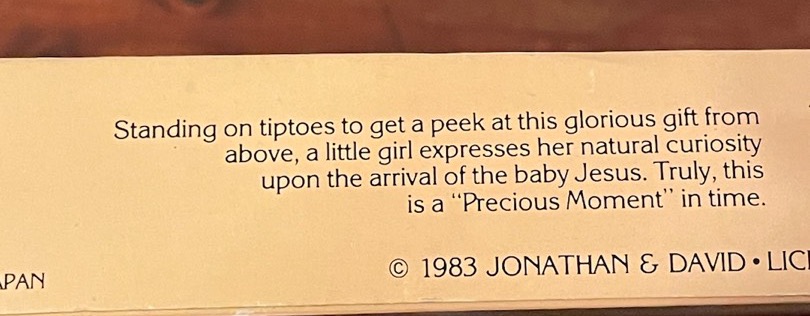 Standing on tiptoes to get a peek at this glorious gift from
above, a little girl expresses her natural curiosity
upon the arrival of the baby Jesus. Truly, this
is a “Precious Moment” in time.
© 1983 JONATHAN & DAVID •